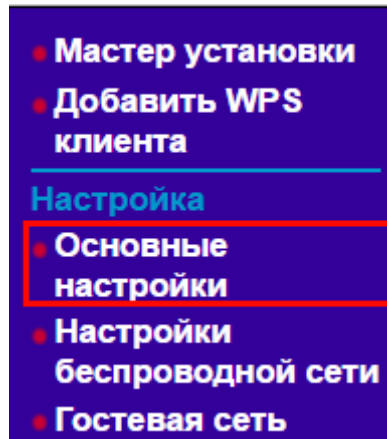 Мастер установки
Добавить WPS
клиента
Настройка
Основные
настройки
Настройки
беспроводной сети
Гостевая сеть